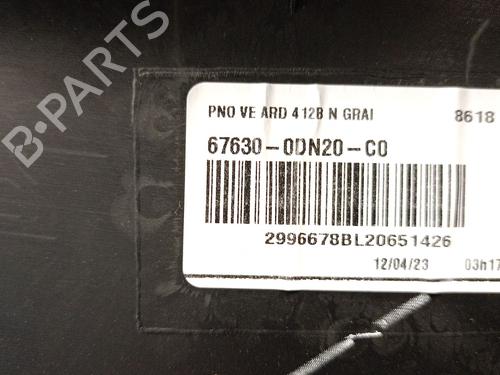 PNO VE ARD 412B N GRAI 8618
67630-0DN20-C0
2996678BL20651426
12/04/23 03h17
B-PARTS